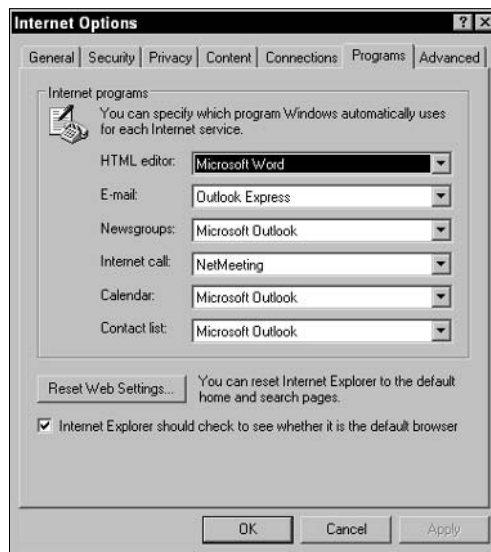 Internet Options
General Security Privacy Content Connections Programs Advanced
Internet programs
You can specify which program Windows automatically uses
for each Internet service.
HTML editor: Microsoft Word
E-mail: Outlook Express
Newsgroups: Microsoft Outlook
Internet call: NetMeeting
Calendar: Microsoft Outlook
Contact list: Microsoft Outlook
Reset Web Settings... You can reset Internet Explorer to the default
home and search pages.
Internet Explorer should check to see whether it is the default browser
OK Cancel Apply